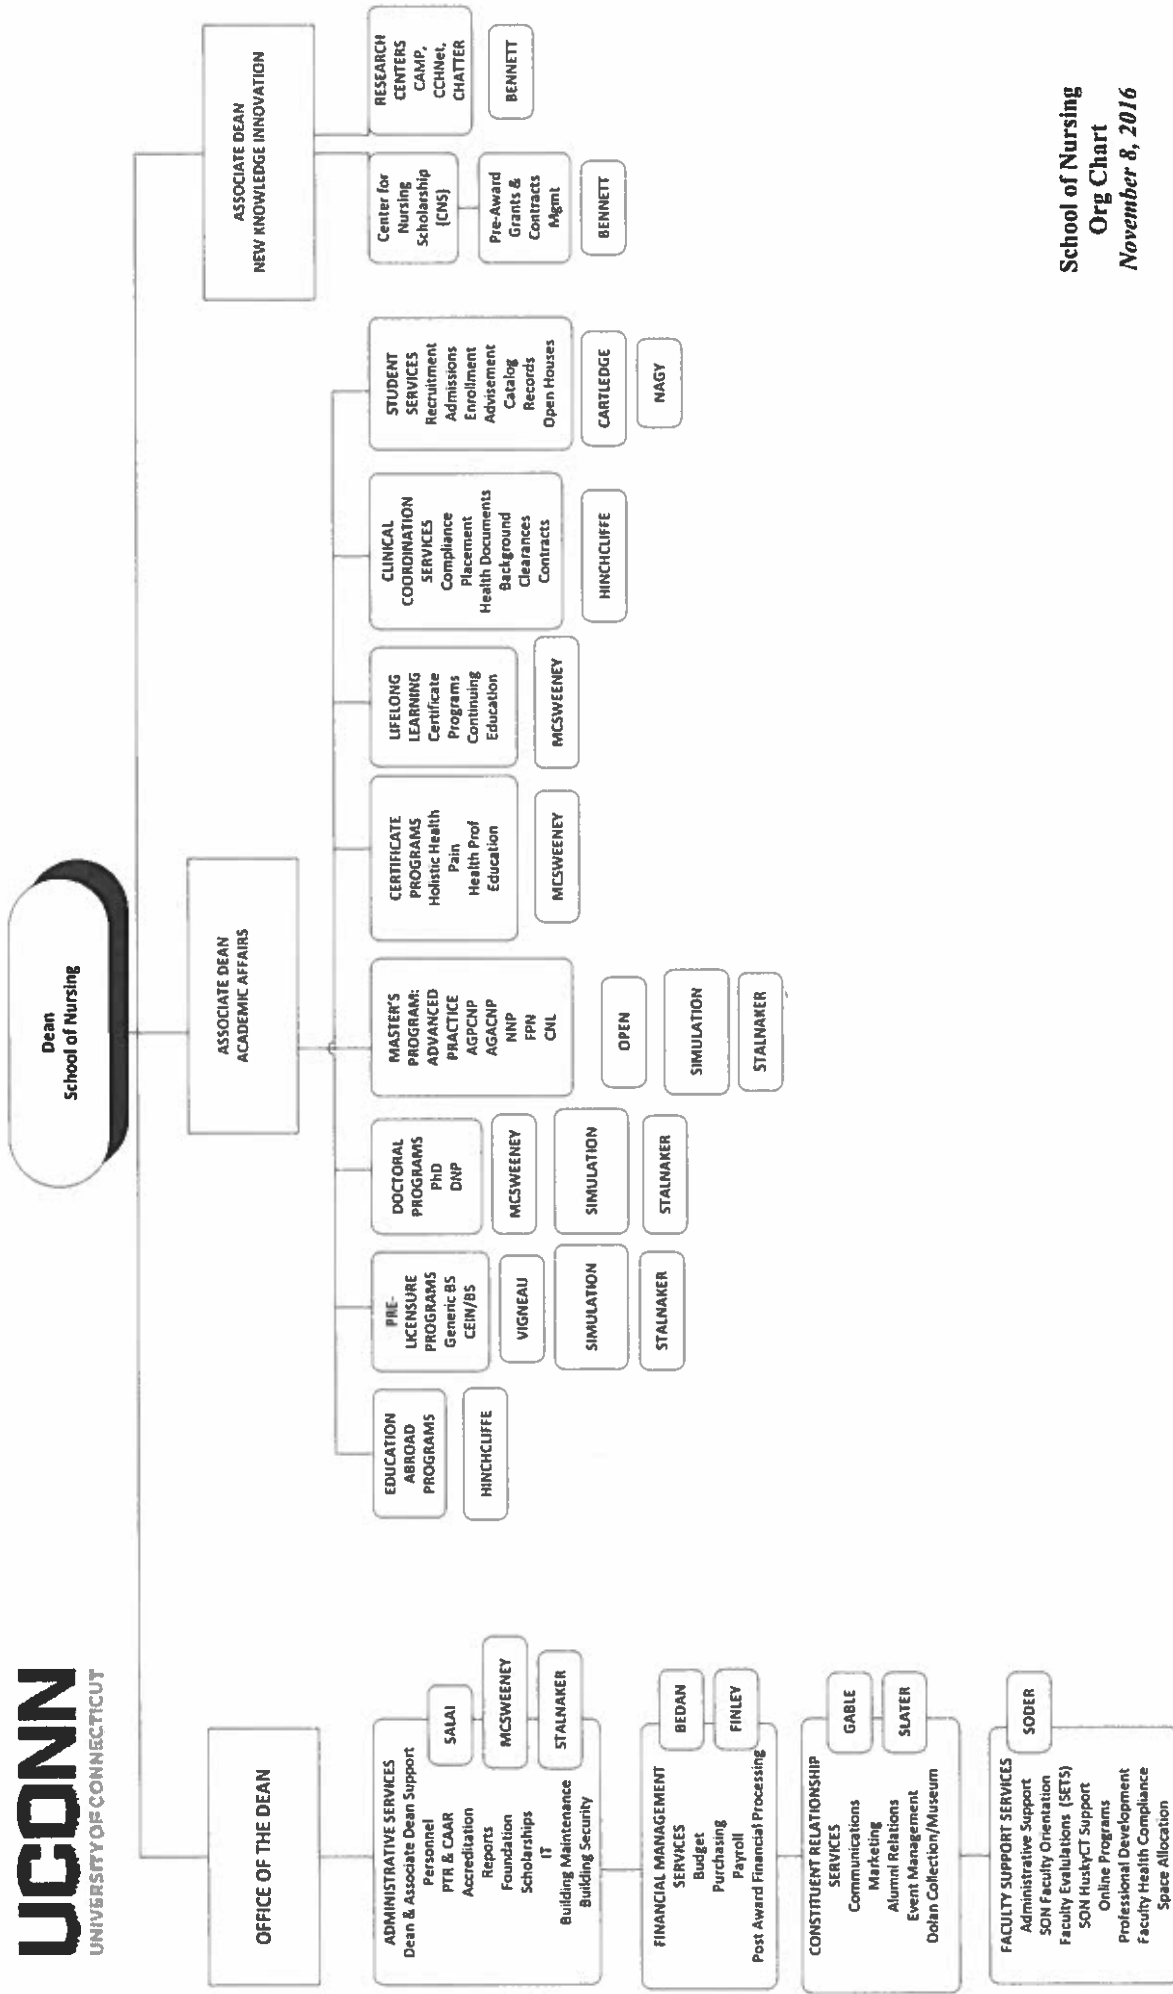 UCONN
UNIVERSITY OF CONNECTICUT
Dean
School of Nursing
OFFICE OF THE DEAN
ADMINISTRATIVE SERVICES
Dean & Associate Dean Support
Personnel
PTR & CAAR
Accreditation
Reports
Foundation
Scholarships
IT
Building Maintenance
Building Security
SALAI
MCSWEENEY
STALNAKER
FINANCIAL MANAGEMENT
SERVICES
Budget
Purchasing
Payroll
Post Award Financial Processing
BEDAN
FINLEY
CONSTITUENT RELATIONSHIP
SERVICES
Communications
Marketing
Alumni Relations
Event Management
Dolan Collection/Museum
GABLE
SLATER
FACULTY SUPPORT SERVICES
Administrative Support
SON Faculty Orientation
Faculty Evalulations (SETS)
SON HuskyCT Support
Online Programs
Professional Development
Faculty Health Compliance
Space Allocation
SODER
ASSOCIATE DEAN
ACADEMIC AFFAIRS
EDUCATION
ABROAD
PROGRAMS
HINCHCLIFFE
PRE-
LICENSURE
PROGRAMS
Generic BS
CEIN/BS
VIGNEAU
SIMULATION
STALNAKER
DOCTORAL
PROGRAMS
PhD
DNP
MCSWEENEY
SIMULATION
STALNAKER
MASTER'S
PROGRAM:
ADVANCED
PRACTICE
AGPCNP
AGACNP
NNP
FPN
CNL
OPEN
SIMULATION
STALNAKER
CERTIFICATE
PROGRAMS
Holistic Health
Pain
Health Prof
Education
MCSWEENEY
LIFELONG
LEARNING
Certificate
Programs
Continuing
Education
MCSWEENEY
CLINICAL
COORDINATION
SERVICES
Compliance
Placement
Health Documents
Background
Clearances
Contracts
HINCHCLIFFE
STUDENT
SERVICES
Recruitment
Admissions
Enrollment
Advisement
Catalog
Records
Open Houses
CARTLEDGE
NAGY
ASSOCIATE DEAN
NEW KNOWLEDGE INNOVATION
Center for
Nursing
Scholarship
(CNS)
Pre-Award
Grants &
Contracts
Mgmt
BENNETT
RESEARCH
CENTERS
CAMP,
CCHNet,
CHATTER
BENNETT
School of Nursing
Org Chart
November 8, 2016